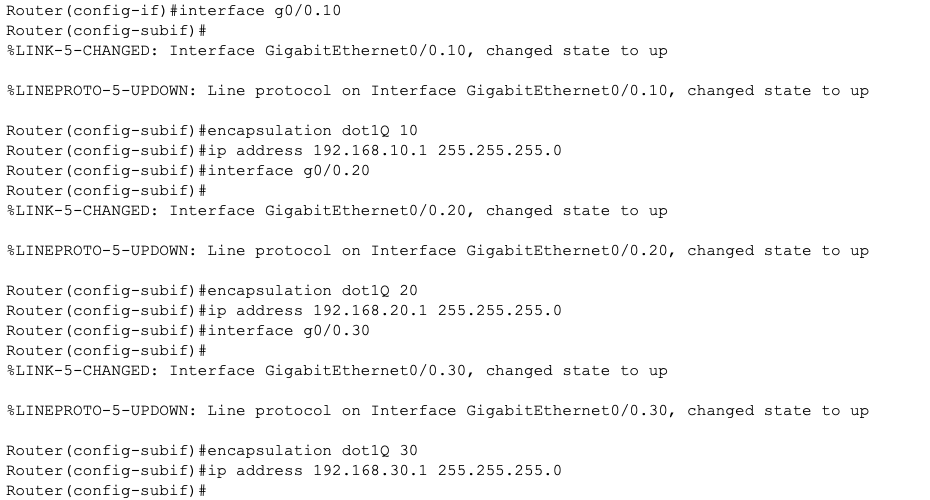 Router(config-if)#interface g0/0.10
Router(config-subif)#
%LINK-5-CHANGED: Interface GigabitEthernet0/0.10, changed state to up
%LINEPROTO-5-UPDOWN: Line protocol on Interface GigabitEthernet0/0.10, changed state to up
Router(config-subif)#encapsulation dot1Q 10
Router(config-subif)#ip address 192.168.10.1 255.255.255.0
Router(config-subif)#interface g0/0.20
Router(config-subif)#
%LINK-5-CHANGED: Interface GigabitEthernet0/0.20, changed state to up
%LINEPROTO-5-UPDOWN: Line protocol on Interface GigabitEthernet0/0.20, changed state to up
Router(config-subif)#encapsulation dot1Q 20
Router(config-subif)#ip address 192.168.20.1 255.255.255.0
Router(config-subif)#interface g0/0.30
Router(config-subif)#
%LINK-5-CHANGED: Interface GigabitEthernet0/0.30, changed state to up
%LINEPROTO-5-UPDOWN: Line protocol on Interface GigabitEthernet0/0.30, changed state to up
Router(config-subif)#encapsulation dot1Q 30
Router(config-subif)#ip address 192.168.30.1 255.255.255.0
Router(config-subif)#